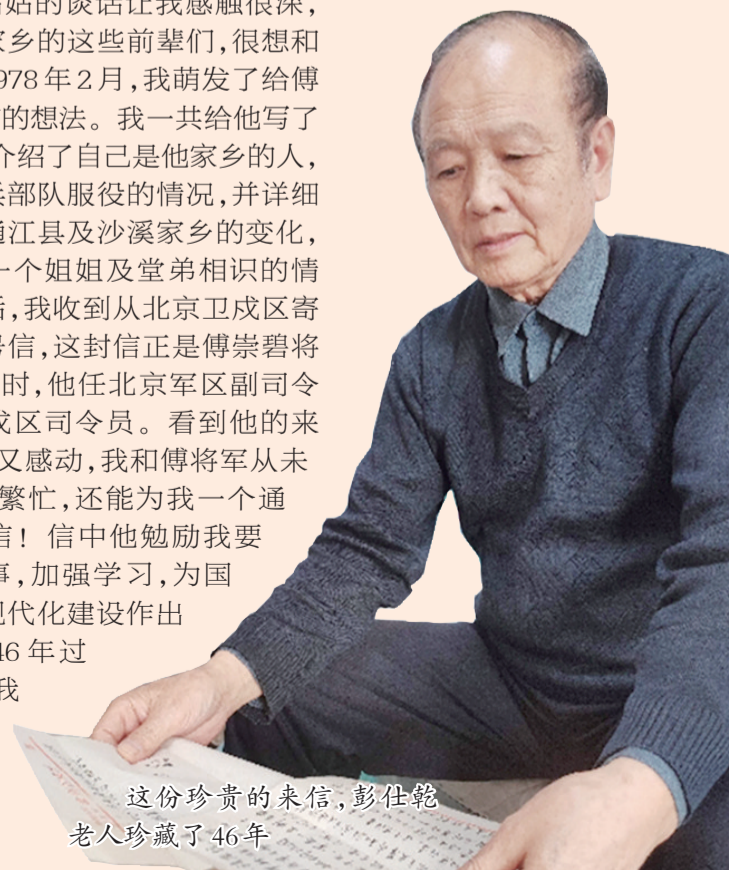 姑的谈话让我感触很深，
家乡的这些前辈们，很想和
978年2月，我萌发了给傅
的想法。我一共给他写了
介绍了自己是他家乡的人，
兵部队服役的情况，并详细
通江县及沙溪家乡的变化，
一个姐姐及堂弟相识的情
后，我收到从北京卫戍区寄
号信，这封信正是傅崇碧将
时，他任北京军区副司令
戍区司令员。看到他的来
又感动，我和傅将军从未
繁忙，还能为我一个通
信！信中他勉励我要
事，加强学习，为国
现代化建设作出
46年过
我
这份珍贵的来信，彭仕乾
老人珍藏了46年